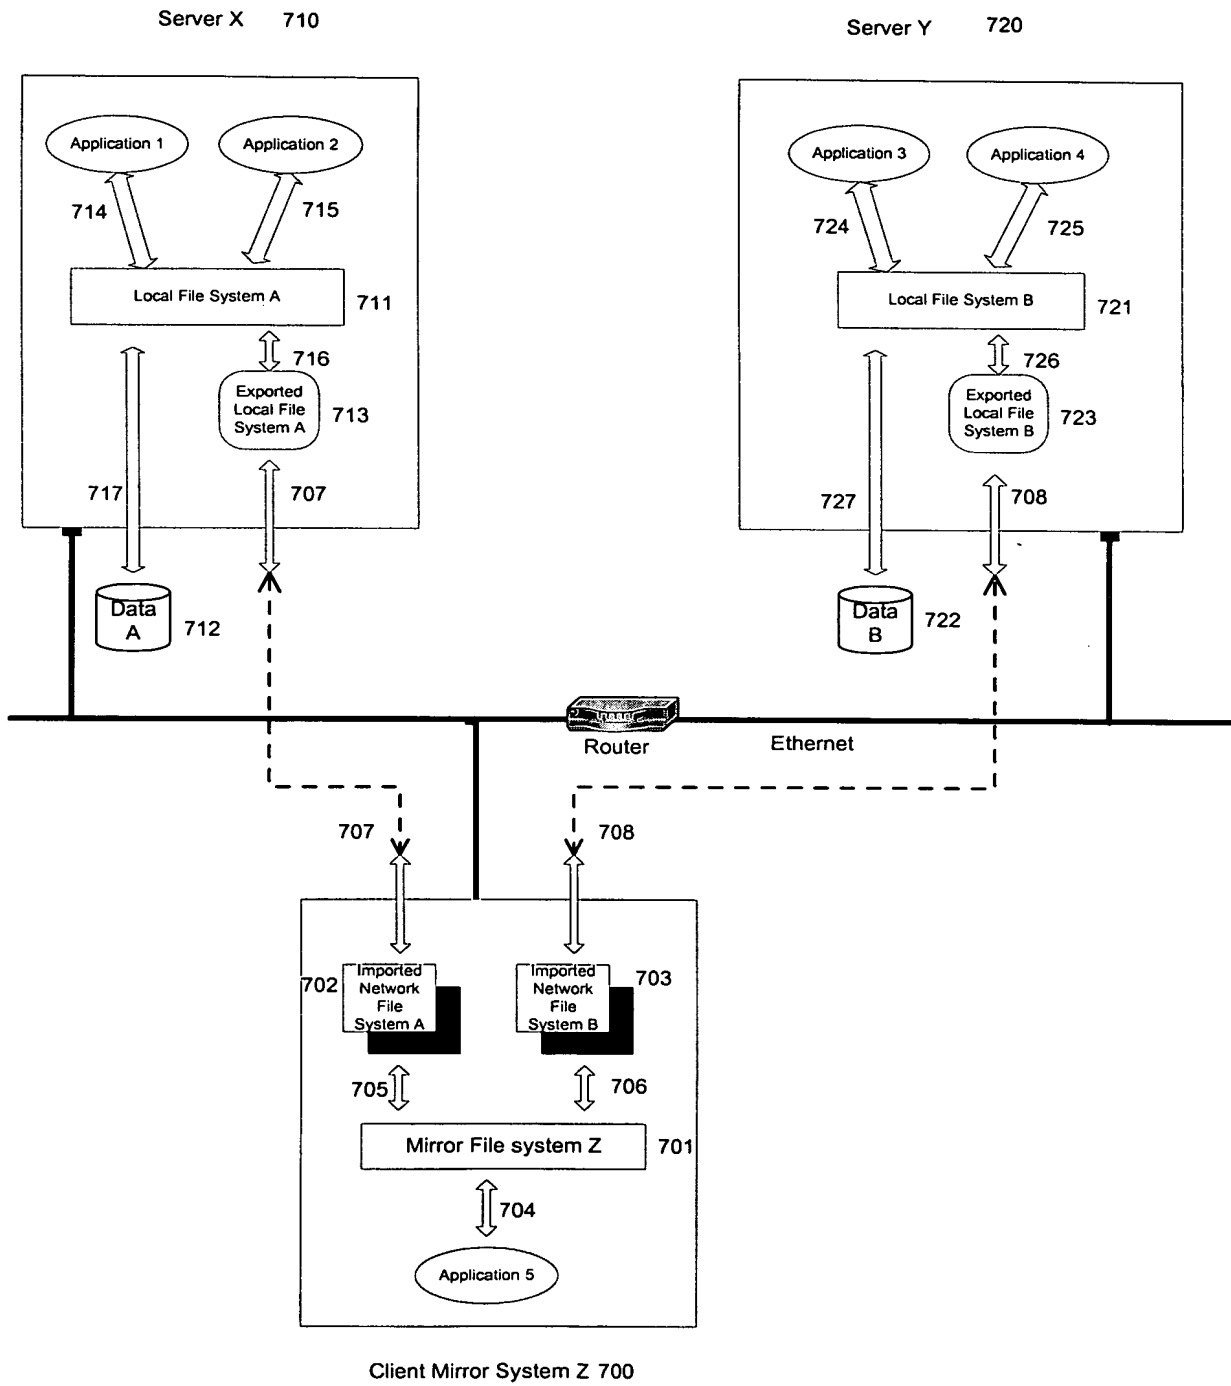 Server X 710
Server Y 720
Application 1
Application 2
Application 3
Application 4
714
715
724
725
Local File System A
711
Local File System B
721
716
726
Exported
Local File
System A
713
Exported
Local File
System B
723
717
707
727
708
Data
A
712
Data
B
722
Router
Ethernet
707
708
702
Imported
Network
File
System A
Imported
Network
File
System B
703
705
706
Mirror File system Z
701
704
Application 5
Client Mirror System Z 700